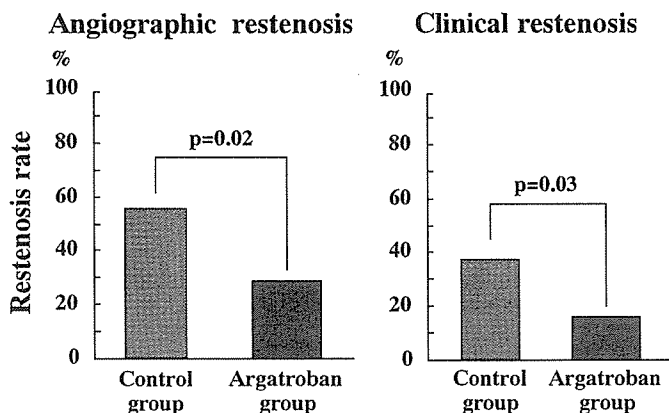 Angiographic restenosis
%
100
80
60
40
20
0
Restenosis rate
p=0.02
Control
group
Argatroban
group
Clinical restenosis
%
100
80
60
40
20
0
p=0.03
Control
group
Argatroban
group